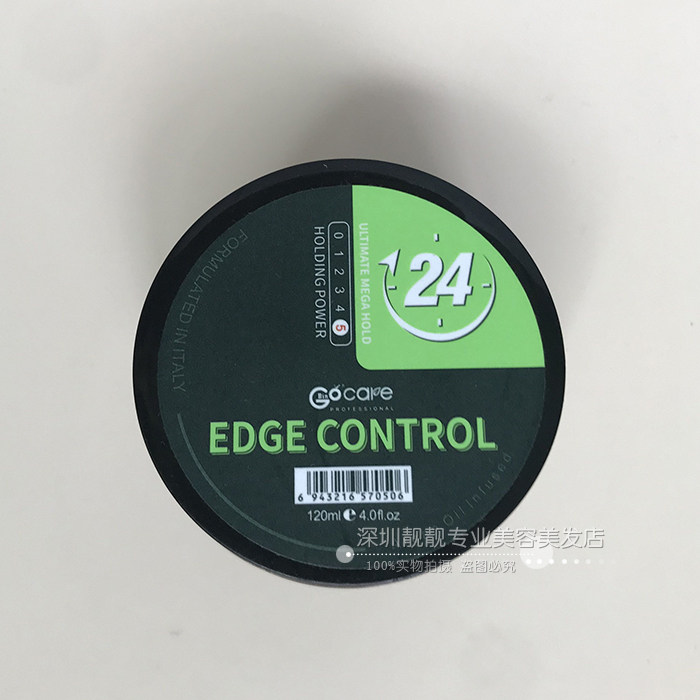 FORMULATED IN ITALY
HOLDING POWER
0 1 2 3 4 5
ULTIMATE MEGA HOLD
24
Bin
Gocare
PROFESSIONAL
EDGE CONTROL
6 943216 570506
120ml e 4.0fl.oz
Oil infused
深圳靓靓专业美容美发店
100%实物拍摄 盗图必究